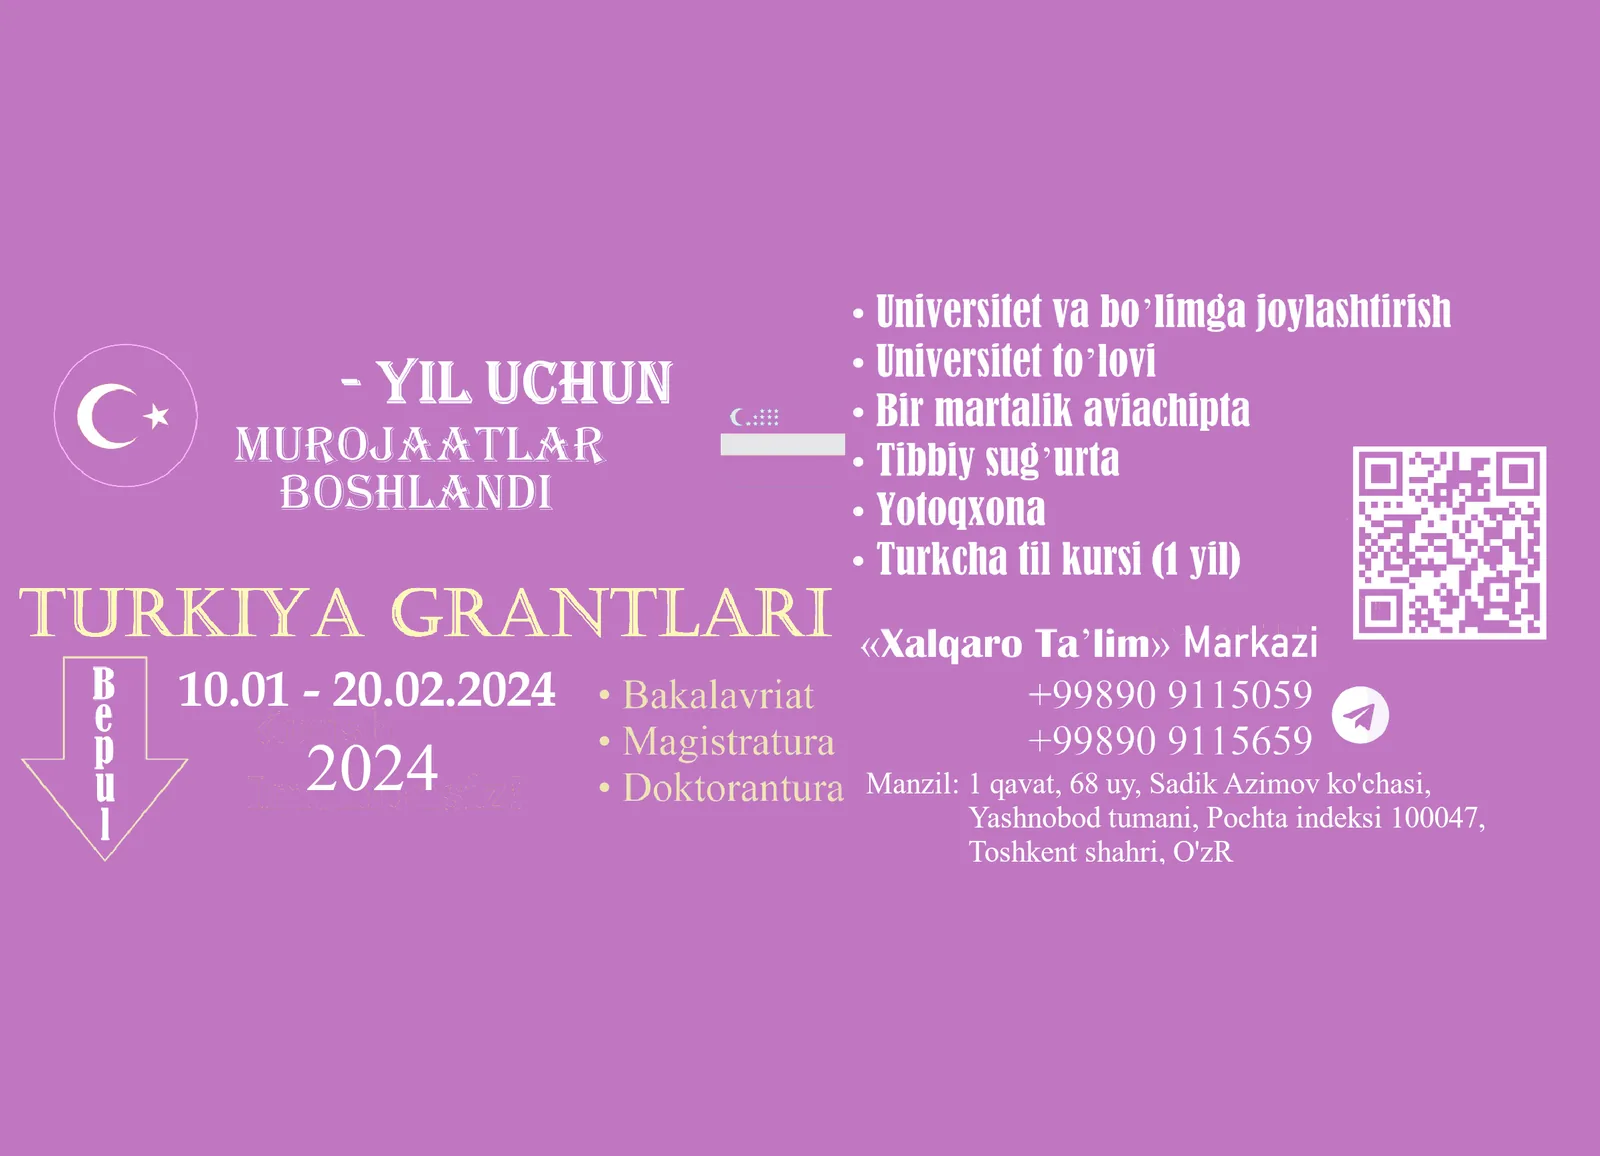 - YIL UCHUN
MUROJAATLAR
BOSHLANDI
TURKIYA GRANTLARI
Bepul
10.01 - 20.02.2024
2024
• Bakalavriat
• Magistratura
• Doktorantura
• Universitet va bo’limga joylashtirish
• Universitet to’lovi
• Bir martalik aviachipta
• Tibbiy sug’urta
• Yotoqxona
• Turkcha til kursi (1 yil)
«Xalqaro Ta’lim» Markazi
+99890 9115059
+99890 9115659
Manzil: 1 qavat, 68 uy, Sadik Azimov ko'chasi,
Yashnobod tumani, Pochta indeksi 100047,
Toshkent shahri, O'zR